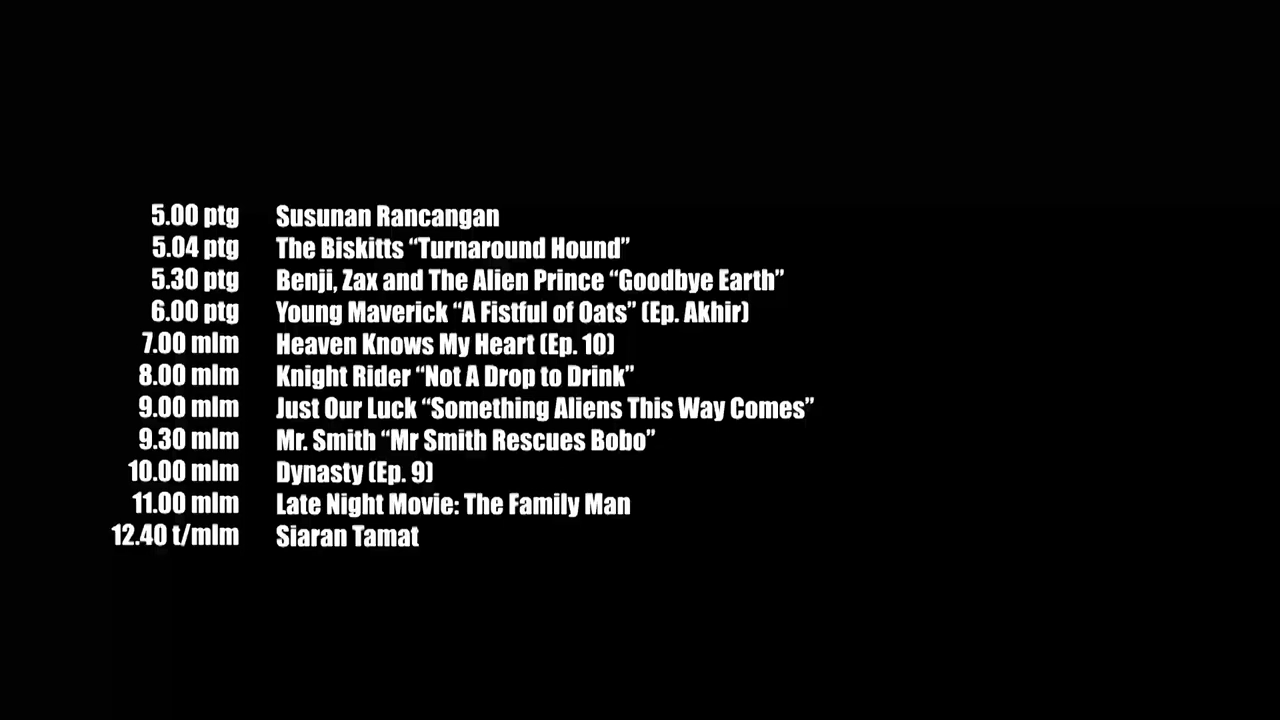 5.00 ptg Susunan Rancangan
5.04 ptg The Biskitts “Turnaround Hound”
5.30 ptg Benji, Zax and The Alien Prince “Goodbye Earth”
6.00 ptg Young Maverick “A Fistful of Oats” (Ep. Akhir)
7.00 mlm Heaven Knows My Heart (Ep. 10)
8.00 mlm Knight Rider “Not A Drop to Drink”
9.00 mlm Just Our Luck “Something Aliens This Way Comes”
9.30 mlm Mr. Smith “Mr Smith Rescues Bobo”
10.00 mlm Dynasty (Ep. 9)
11.00 mlm Late Night Movie: The Family Man
12.40 t/mlm Siaran Tamat